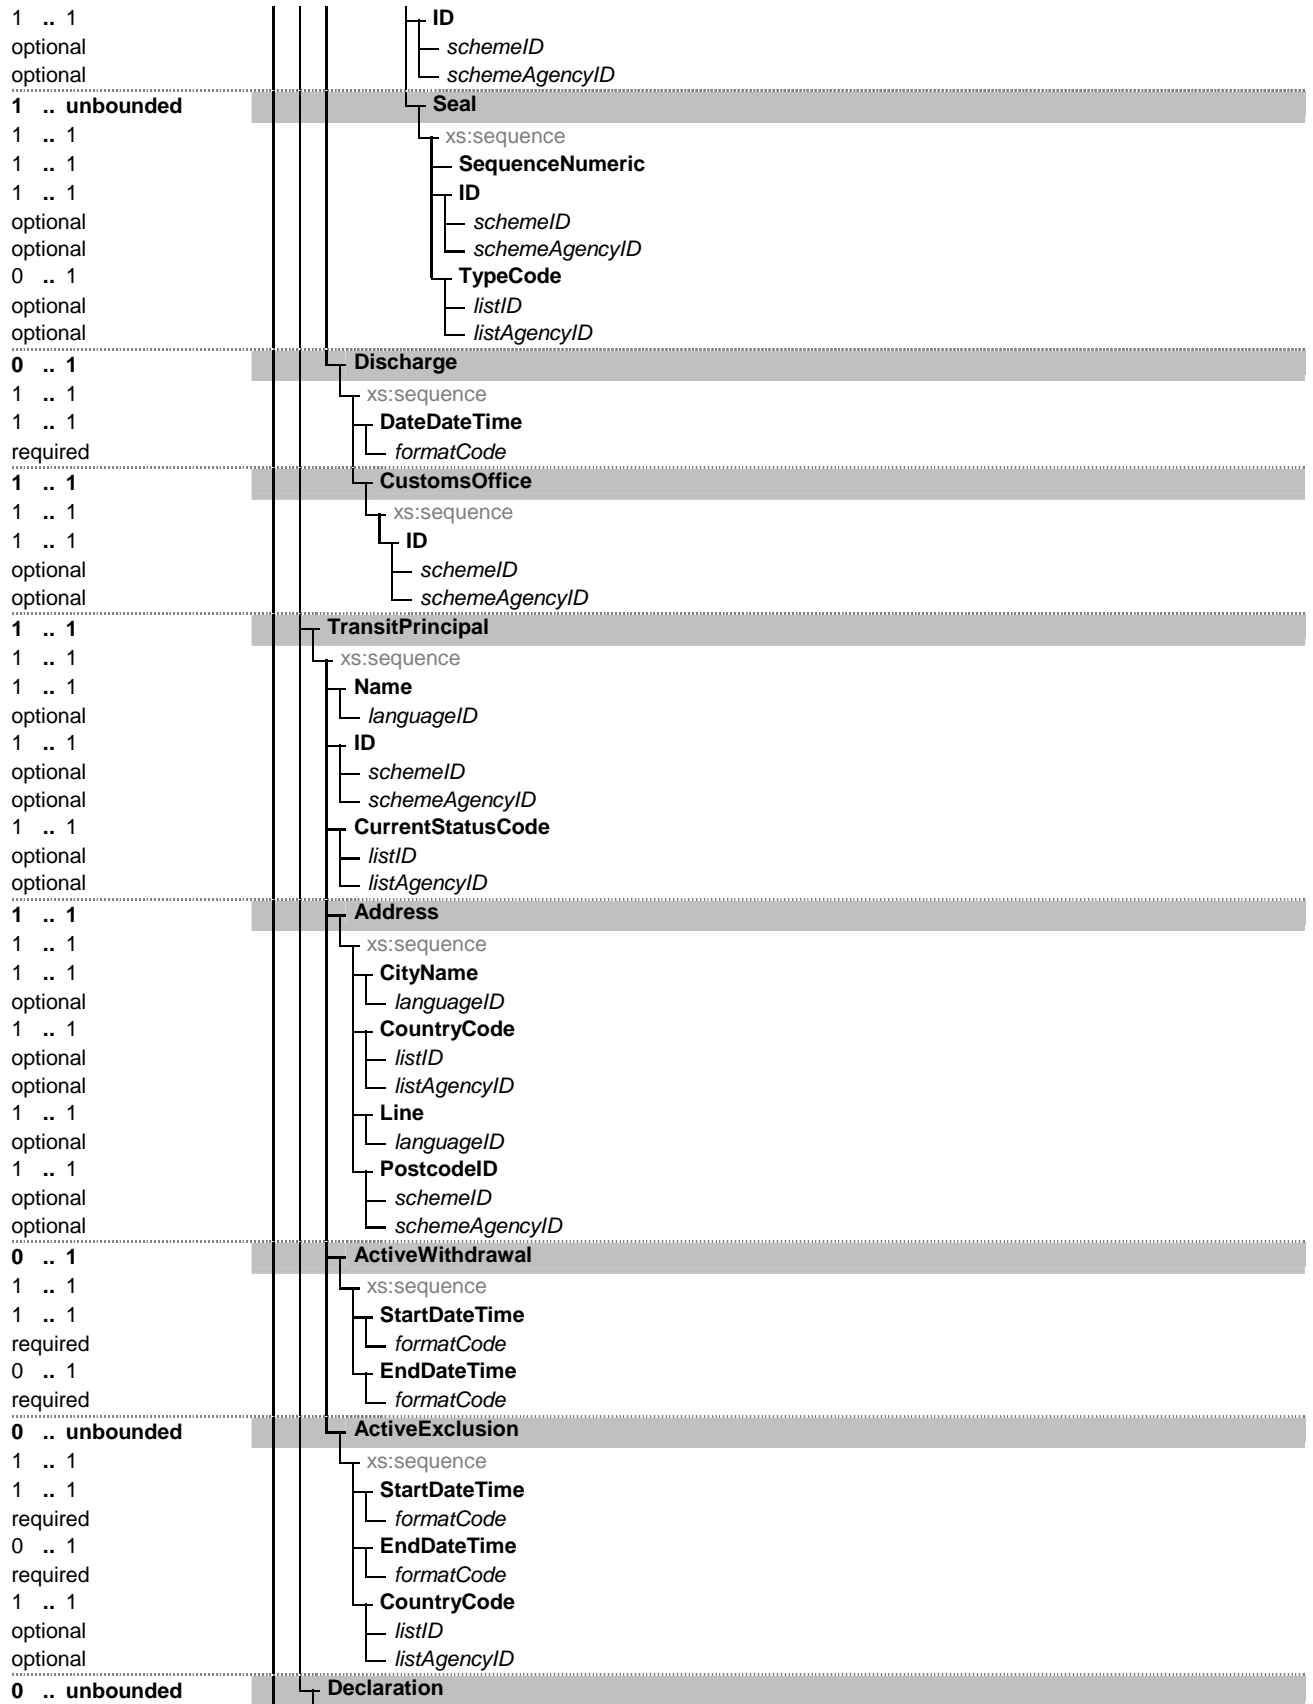 1 .. 1 ID
optional schemeID
optional schemeAgencyID
1 .. unbounded Seal
1 .. 1 xs:sequence
1 .. 1 SequenceNumeric
1 .. 1 ID
optional schemeID
optional schemeAgencyID
0 .. 1 TypeCode
optional listID
optional listAgencyID
0 .. 1 Discharge
1 .. 1 xs:sequence
1 .. 1 DateDateTime
required formatCode
1 .. 1 CustomsOffice
1 .. 1 xs:sequence
1 .. 1 ID
optional schemeID
optional schemeAgencyID
1 .. 1 TransitPrincipal
1 .. 1 xs:sequence
1 .. 1 Name
optional languageID
1 .. 1 ID
optional schemeID
optional schemeAgencyID
1 .. 1 CurrentStatusCode
optional listID
optional listAgencyID
1 .. 1 Address
1 .. 1 xs:sequence
1 .. 1 CityName
optional languageID
1 .. 1 CountryCode
optional listID
optional listAgencyID
1 .. 1 Line
optional languageID
1 .. 1 PostcodeID
optional schemeID
optional schemeAgencyID
0 .. 1 ActiveWithdrawal
1 .. 1 xs:sequence
1 .. 1 StartDateTime
required formatCode
0 .. 1 EndDateTime
required formatCode
0 .. unbounded ActiveExclusion
1 .. 1 xs:sequence
1 .. 1 StartDateTime
required formatCode
0 .. 1 EndDateTime
required formatCode
1 .. 1 CountryCode
optional listID
optional listAgencyID
0 .. unbounded Declaration